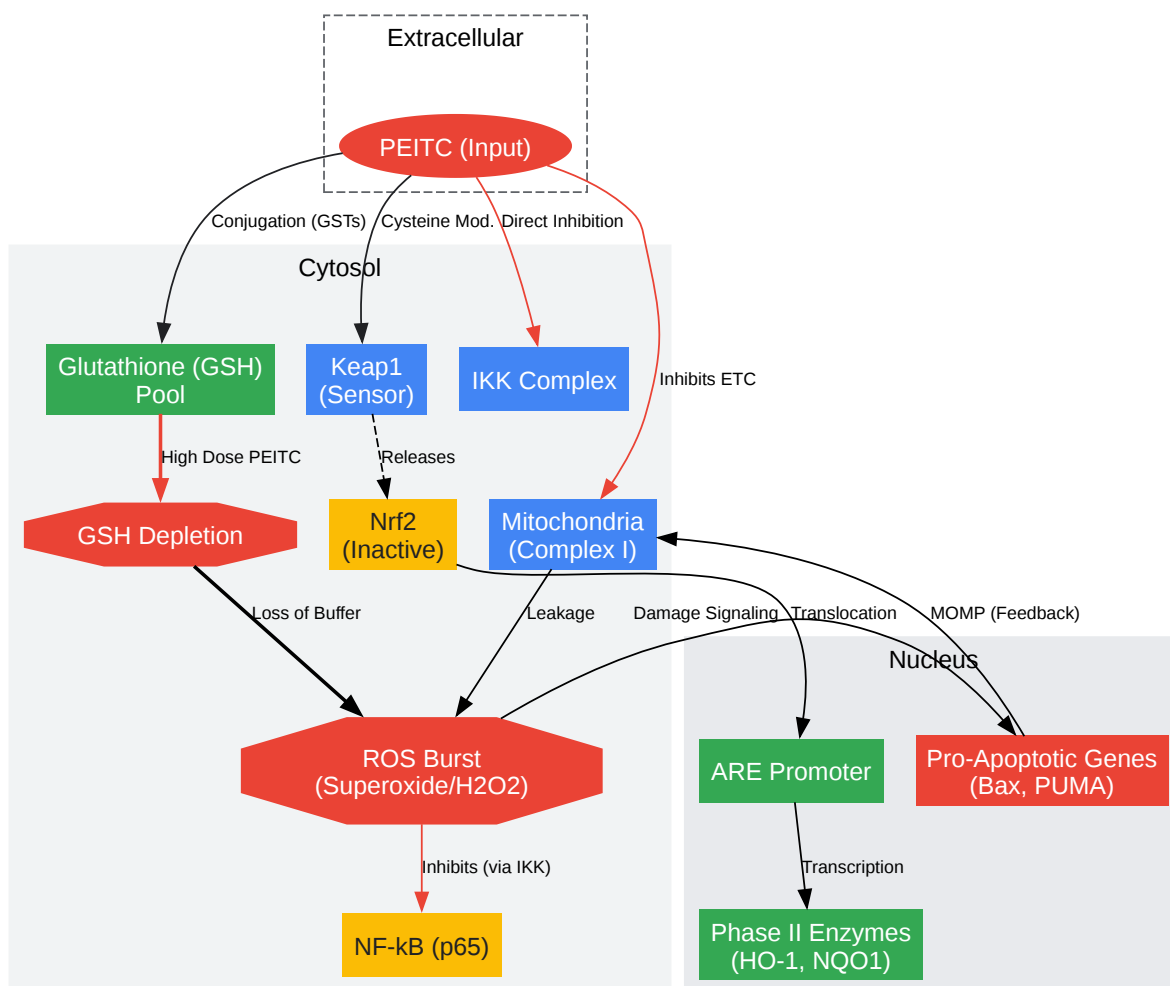 Extracellular
PEITC (Input)
Conjugation (GSTs)
Cysteine Mod.
Direct Inhibition
Cytosol
Glutathione (GSH)
Pool
Keap1
(Sensor)
IKK Complex
Inhibits ETC
High Dose PEITC
Releases
GSH Depletion
Nrf2
(Inactive)
Mitochondria
(Complex I)
Loss of Buffer
Leakage
Damage Signaling
Translocation
MOMP (Feedback)
Nucleus
ROS Burst
(Superoxide/H2O2)
ARE Promoter
Pro-Apoptotic Genes
(Bax, PUMA)
Inhibits (via IKK)
Transcription
NF-kB (p65)
Phase II Enzymes
(HO-1, NQO1)